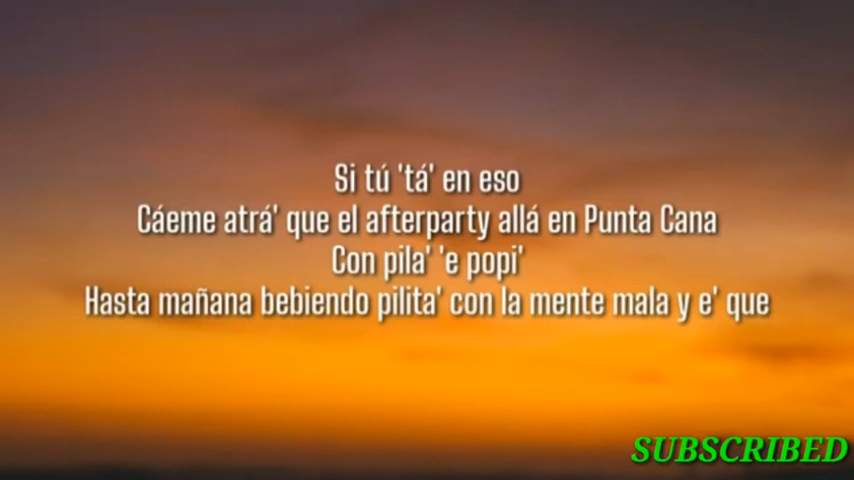 Si tú 'tá' en eso
Cáeme atrá' que el afterparty allá en Punta Cana
Con pila' 'e popi'
Hasta mañana bebiendo pilita' con la mente mala y e' que
SUBSCRIBED